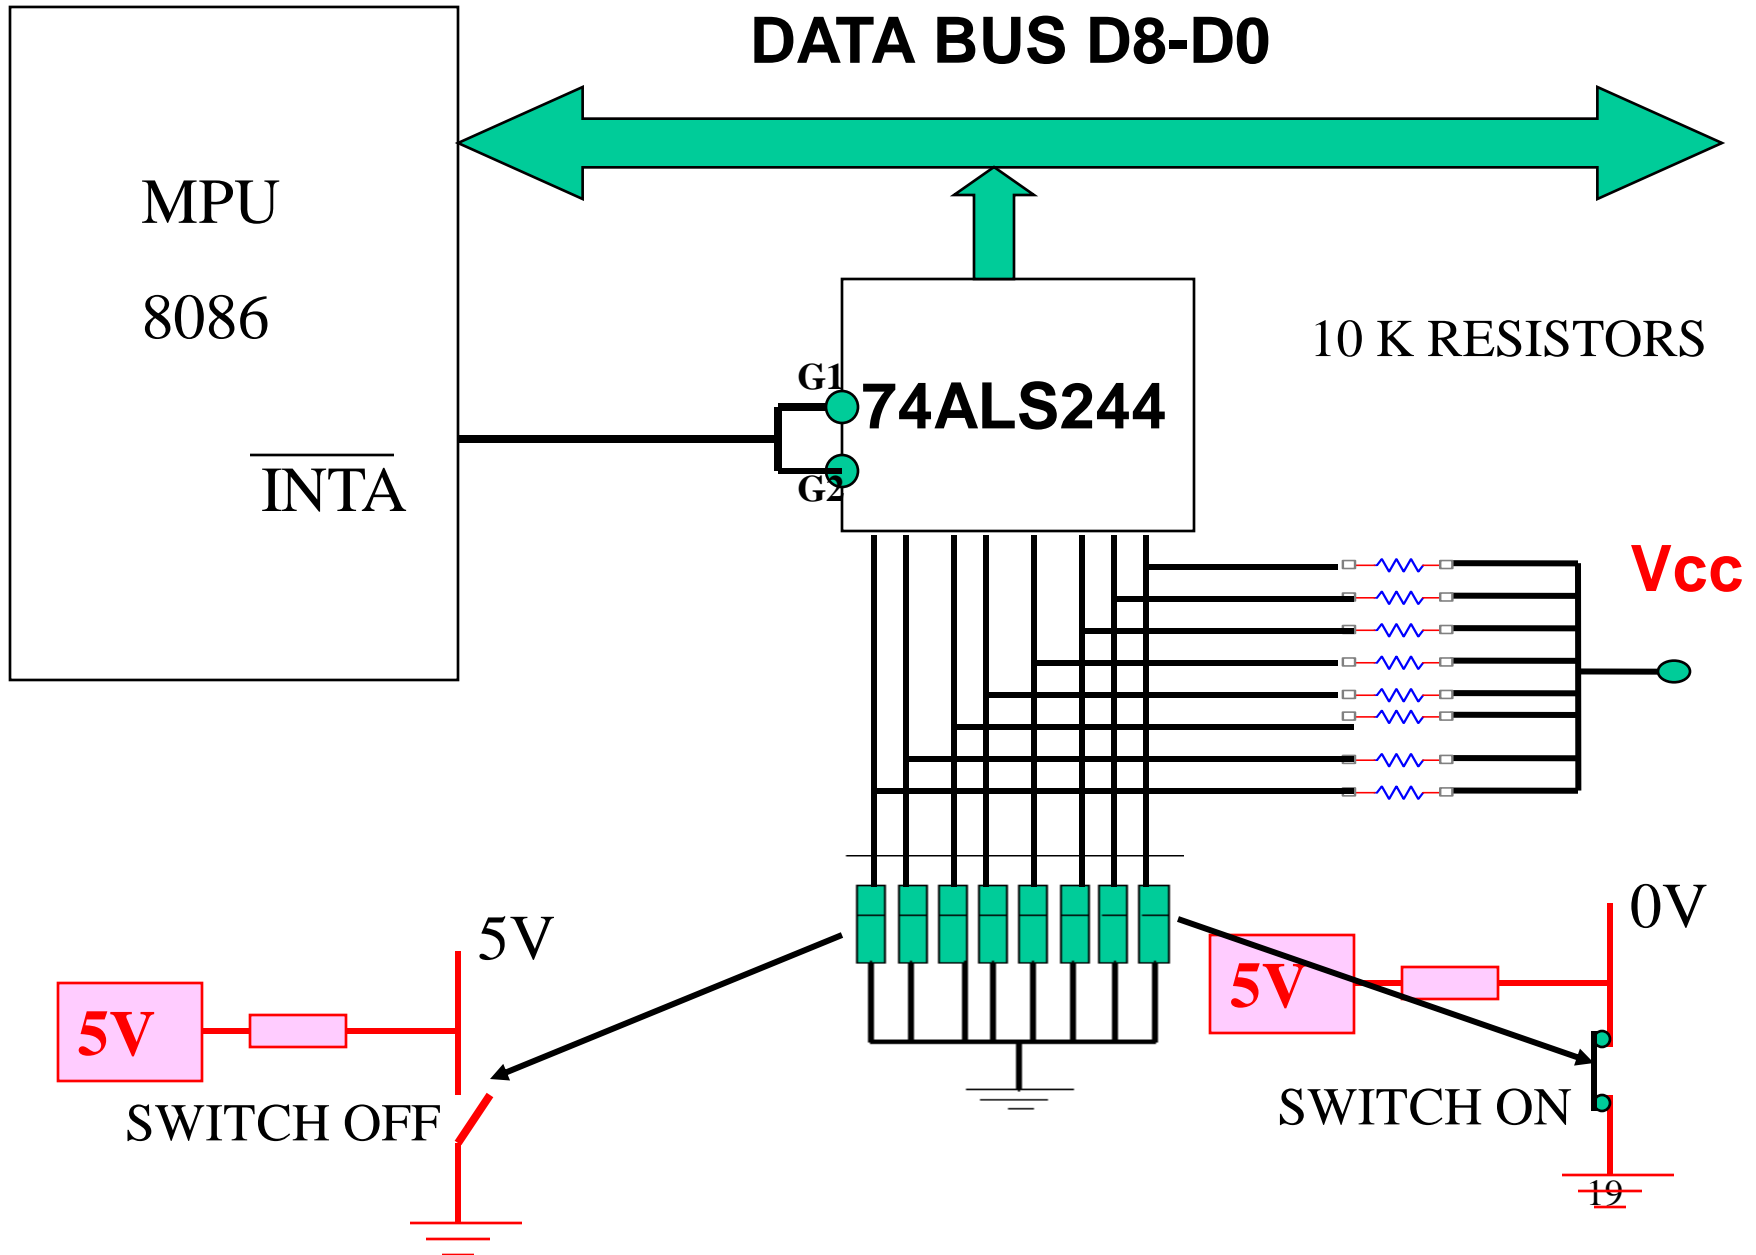 DATA BUS D8-D0
MPU
8086
INTA
G1
74ALS244
G2
10 K RESISTORS
Vcc
5V
5V
SWITCH OFF
0V
5V
SWITCH ON
19